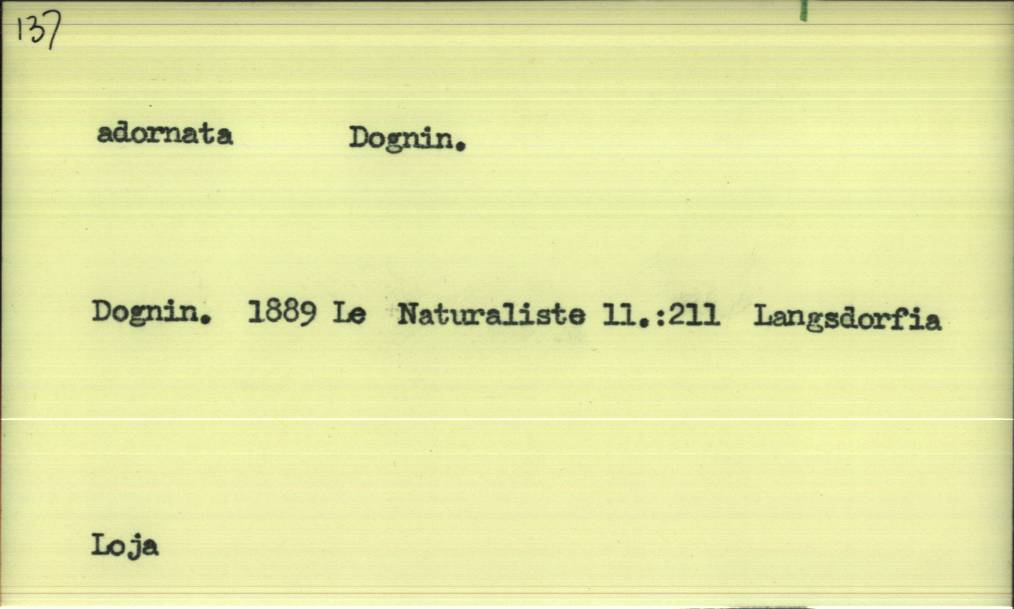 137
adornata Dognin.
Dognin. 1889 Le Naturaliste 11.:211 Langsdorfia
Loja